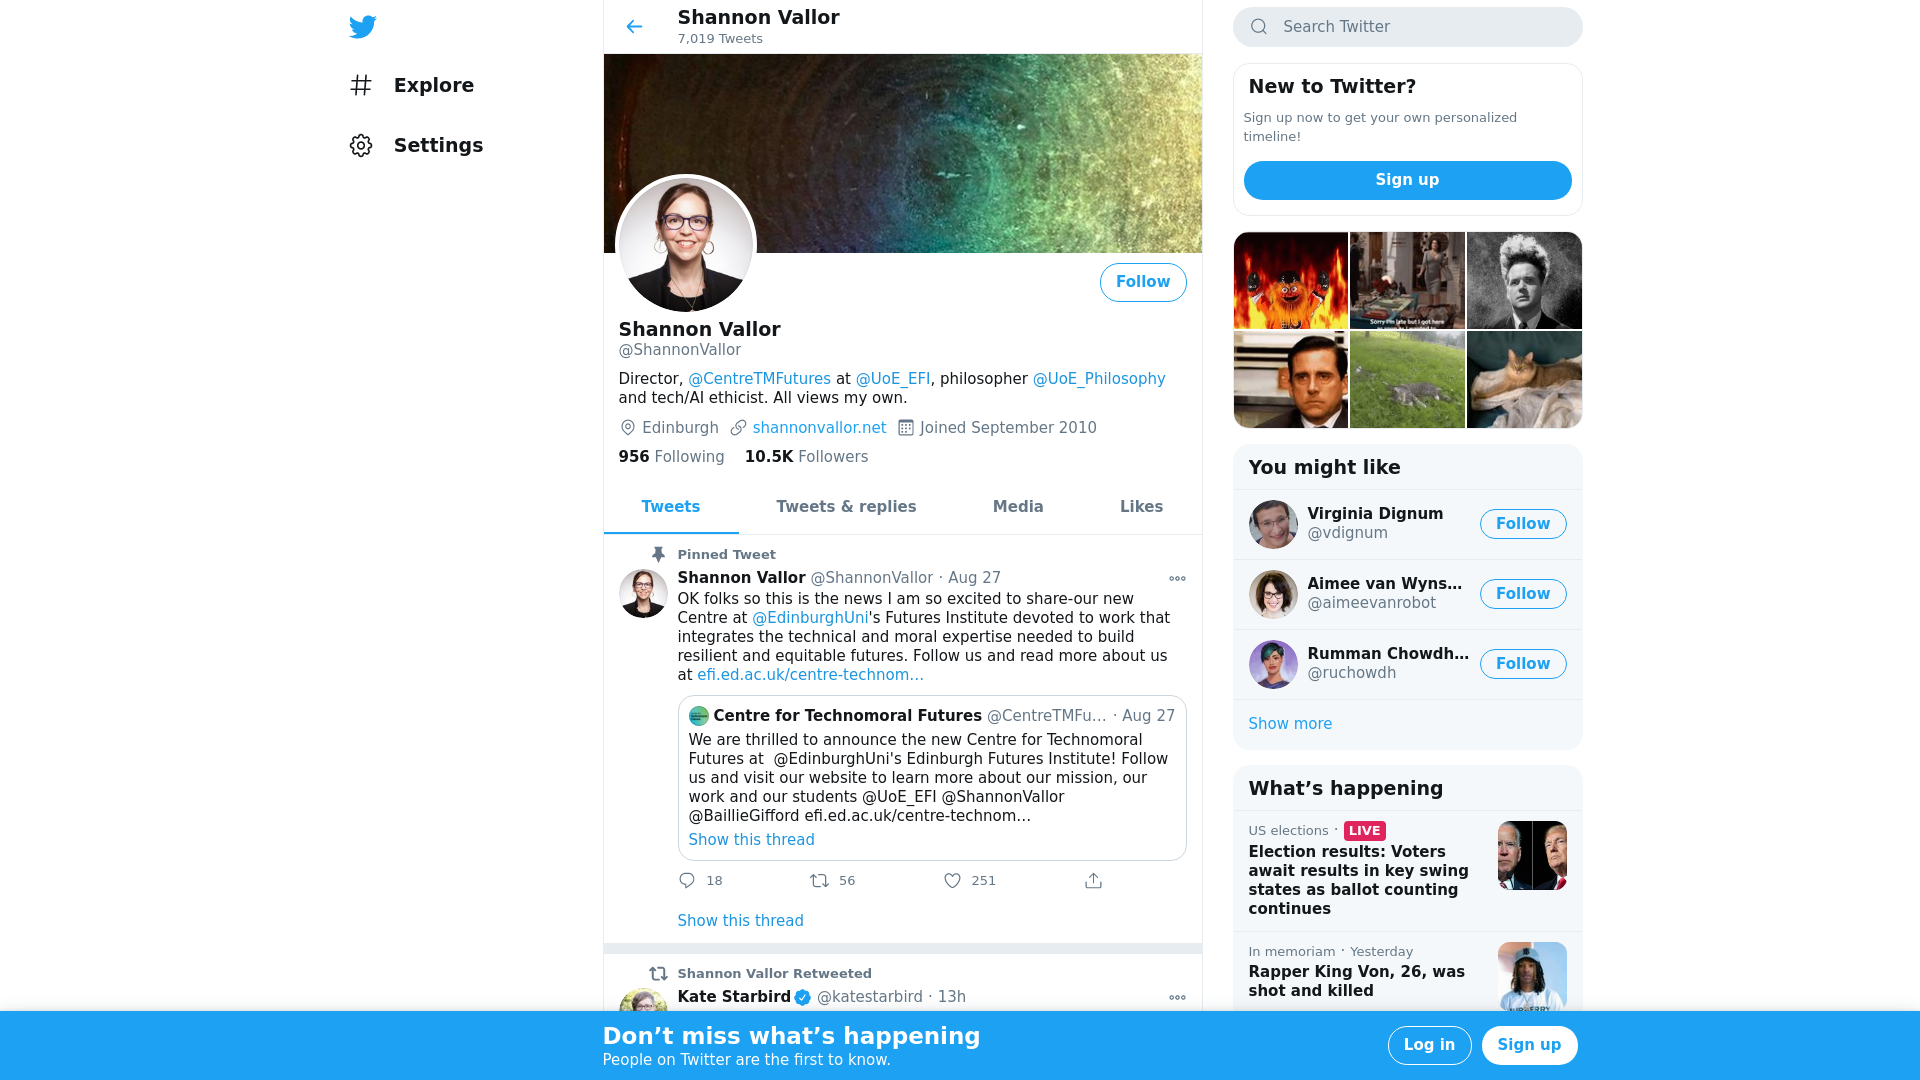 Explore
Settings
Shannon Vallor
7,019 Tweets
Follow
Shannon Vallor
@ShannonVallor
Director, @CentreTMFutures at @UoE_EFI, philosopher @UoE_Philosophy
and tech/AI ethicist. All views my own.
Edinburgh shannonvallor.net Joined September 2010
956 Following 10.5K Followers
Tweets Tweets & replies Media Likes
Pinned Tweet
Shannon Vallor @ShannonVallor · Aug 27
OK folks so this is the news I am so excited to share-our new
Centre at @EdinburghUni's Futures Institute devoted to work that
integrates the technical and moral expertise needed to build
resilient and equitable futures. Follow us and read more about us
at efi.ed.ac.uk/centre-technom…
Centre for Technomoral Futures @CentreTMFu… · Aug 27
We are thrilled to announce the new Centre for Technomoral
Futures at @EdinburghUni's Edinburgh Futures Institute! Follow
us and visit our website to learn more about our mission, our
work and our students @UoE_EFI @ShannonVallor
@BaillieGifford efi.ed.ac.uk/centre-technom…
Show this thread
18 56 251
Show this thread
Shannon Vallor Retweeted
Kate Starbird @katestarbird · 13h
Search Twitter
New to Twitter?
Sign up now to get your own personalized
timeline!
Sign up
Sorry I'm late but I got here
You might like
Virginia Dignum
@vdignum
Follow
Aimee van Wyns…
@aimeevanrobot
Follow
Rumman Chowdh…
@ruchowdh
Follow
Show more
What's happening
US elections · LIVE
Election results: Voters
await results in key swing
states as ballot counting
continues
In memoriam · Yesterday
Rapper King Von, 26, was
shot and killed
Don't miss what's happening
People on Twitter are the first to know.
Log in
Sign up